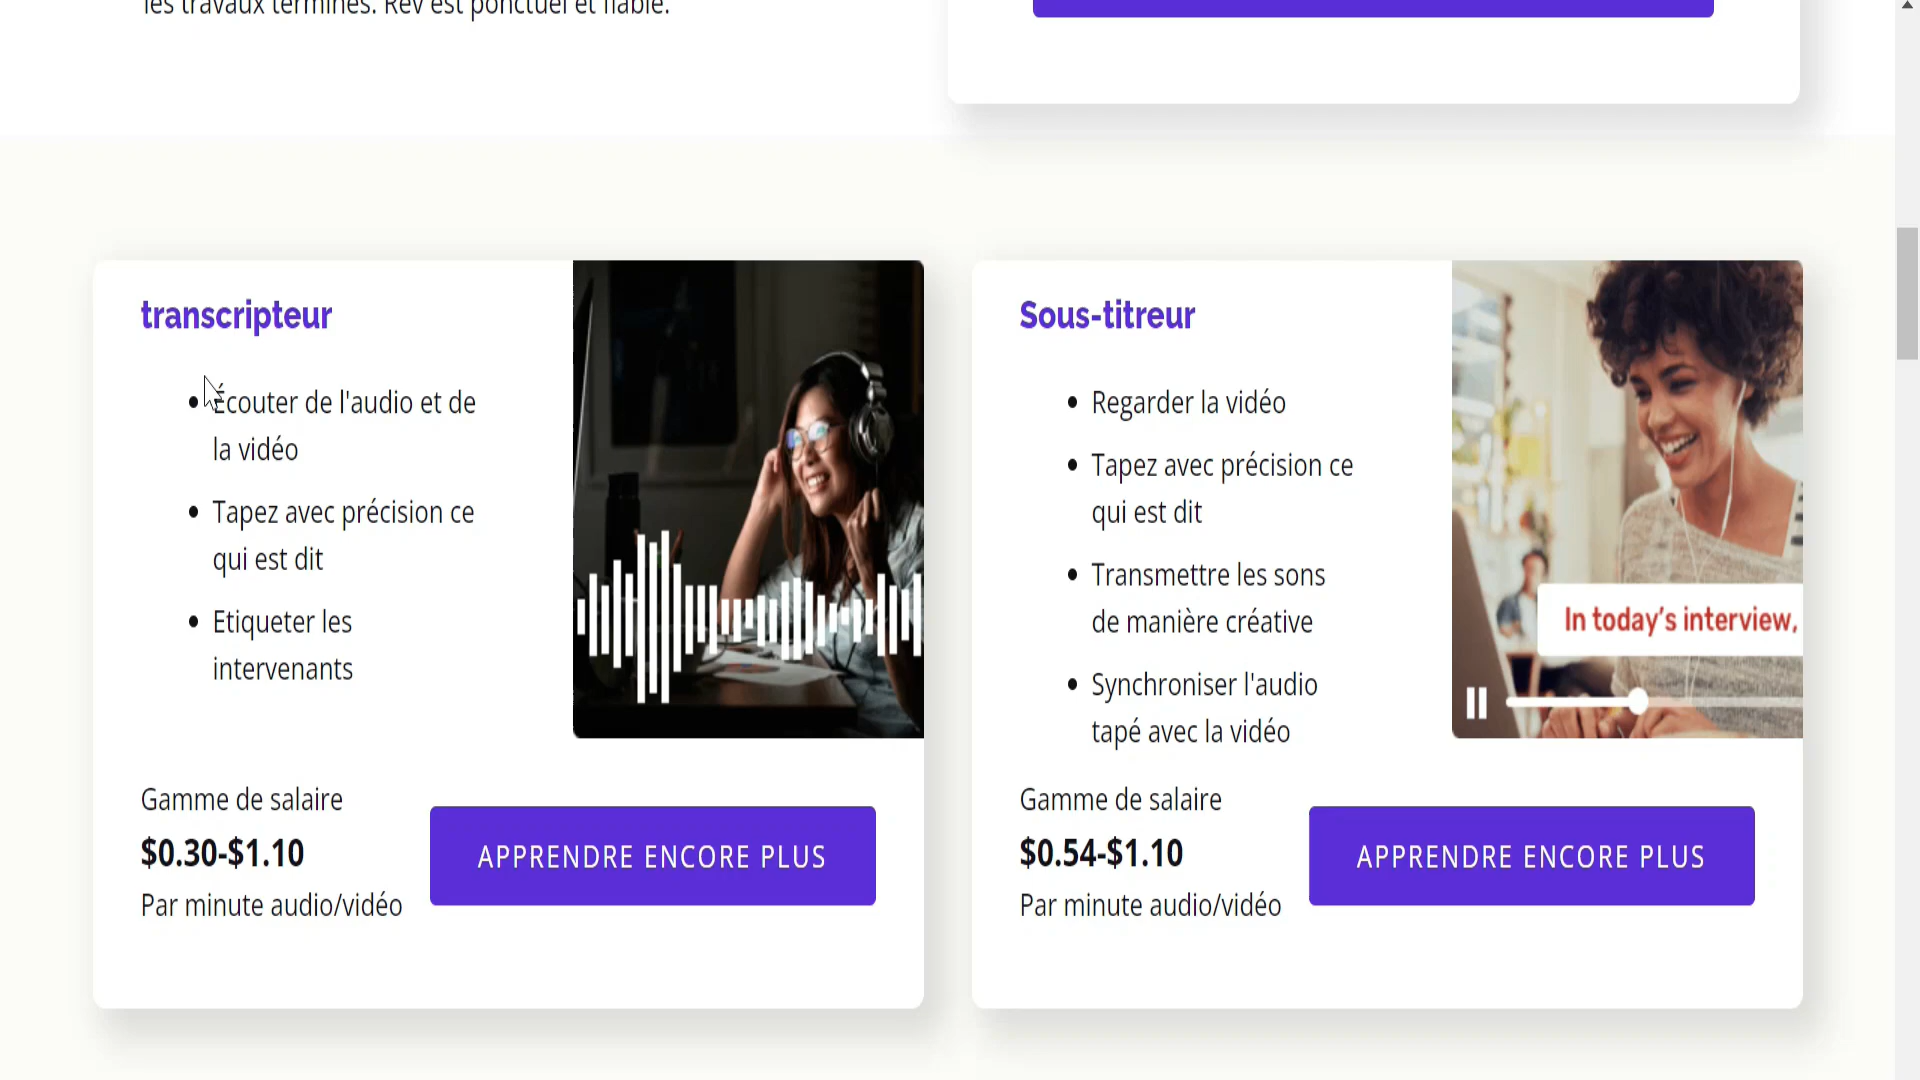 les travaux terminés. Rev est ponctuel et fiable.
transcripteur
Écouter de l'audio et de
la vidéo
Tapez avec précision ce
qui est dit
Etiqueter les
intervenants
Gamme de salaire
$0.30-$1.10
Par minute audio/vidéo
APPRENDRE ENCORE PLUS
Sous-titreur
Regarder la vidéo
Tapez avec précision ce
qui est dit
Transmettre les sons
de manière créative
Synchroniser l'audio
tapé avec la vidéo
In today's interview,
Gamme de salaire
$0.54-$1.10
Par minute audio/vidéo
APPRENDRE ENCORE PLUS